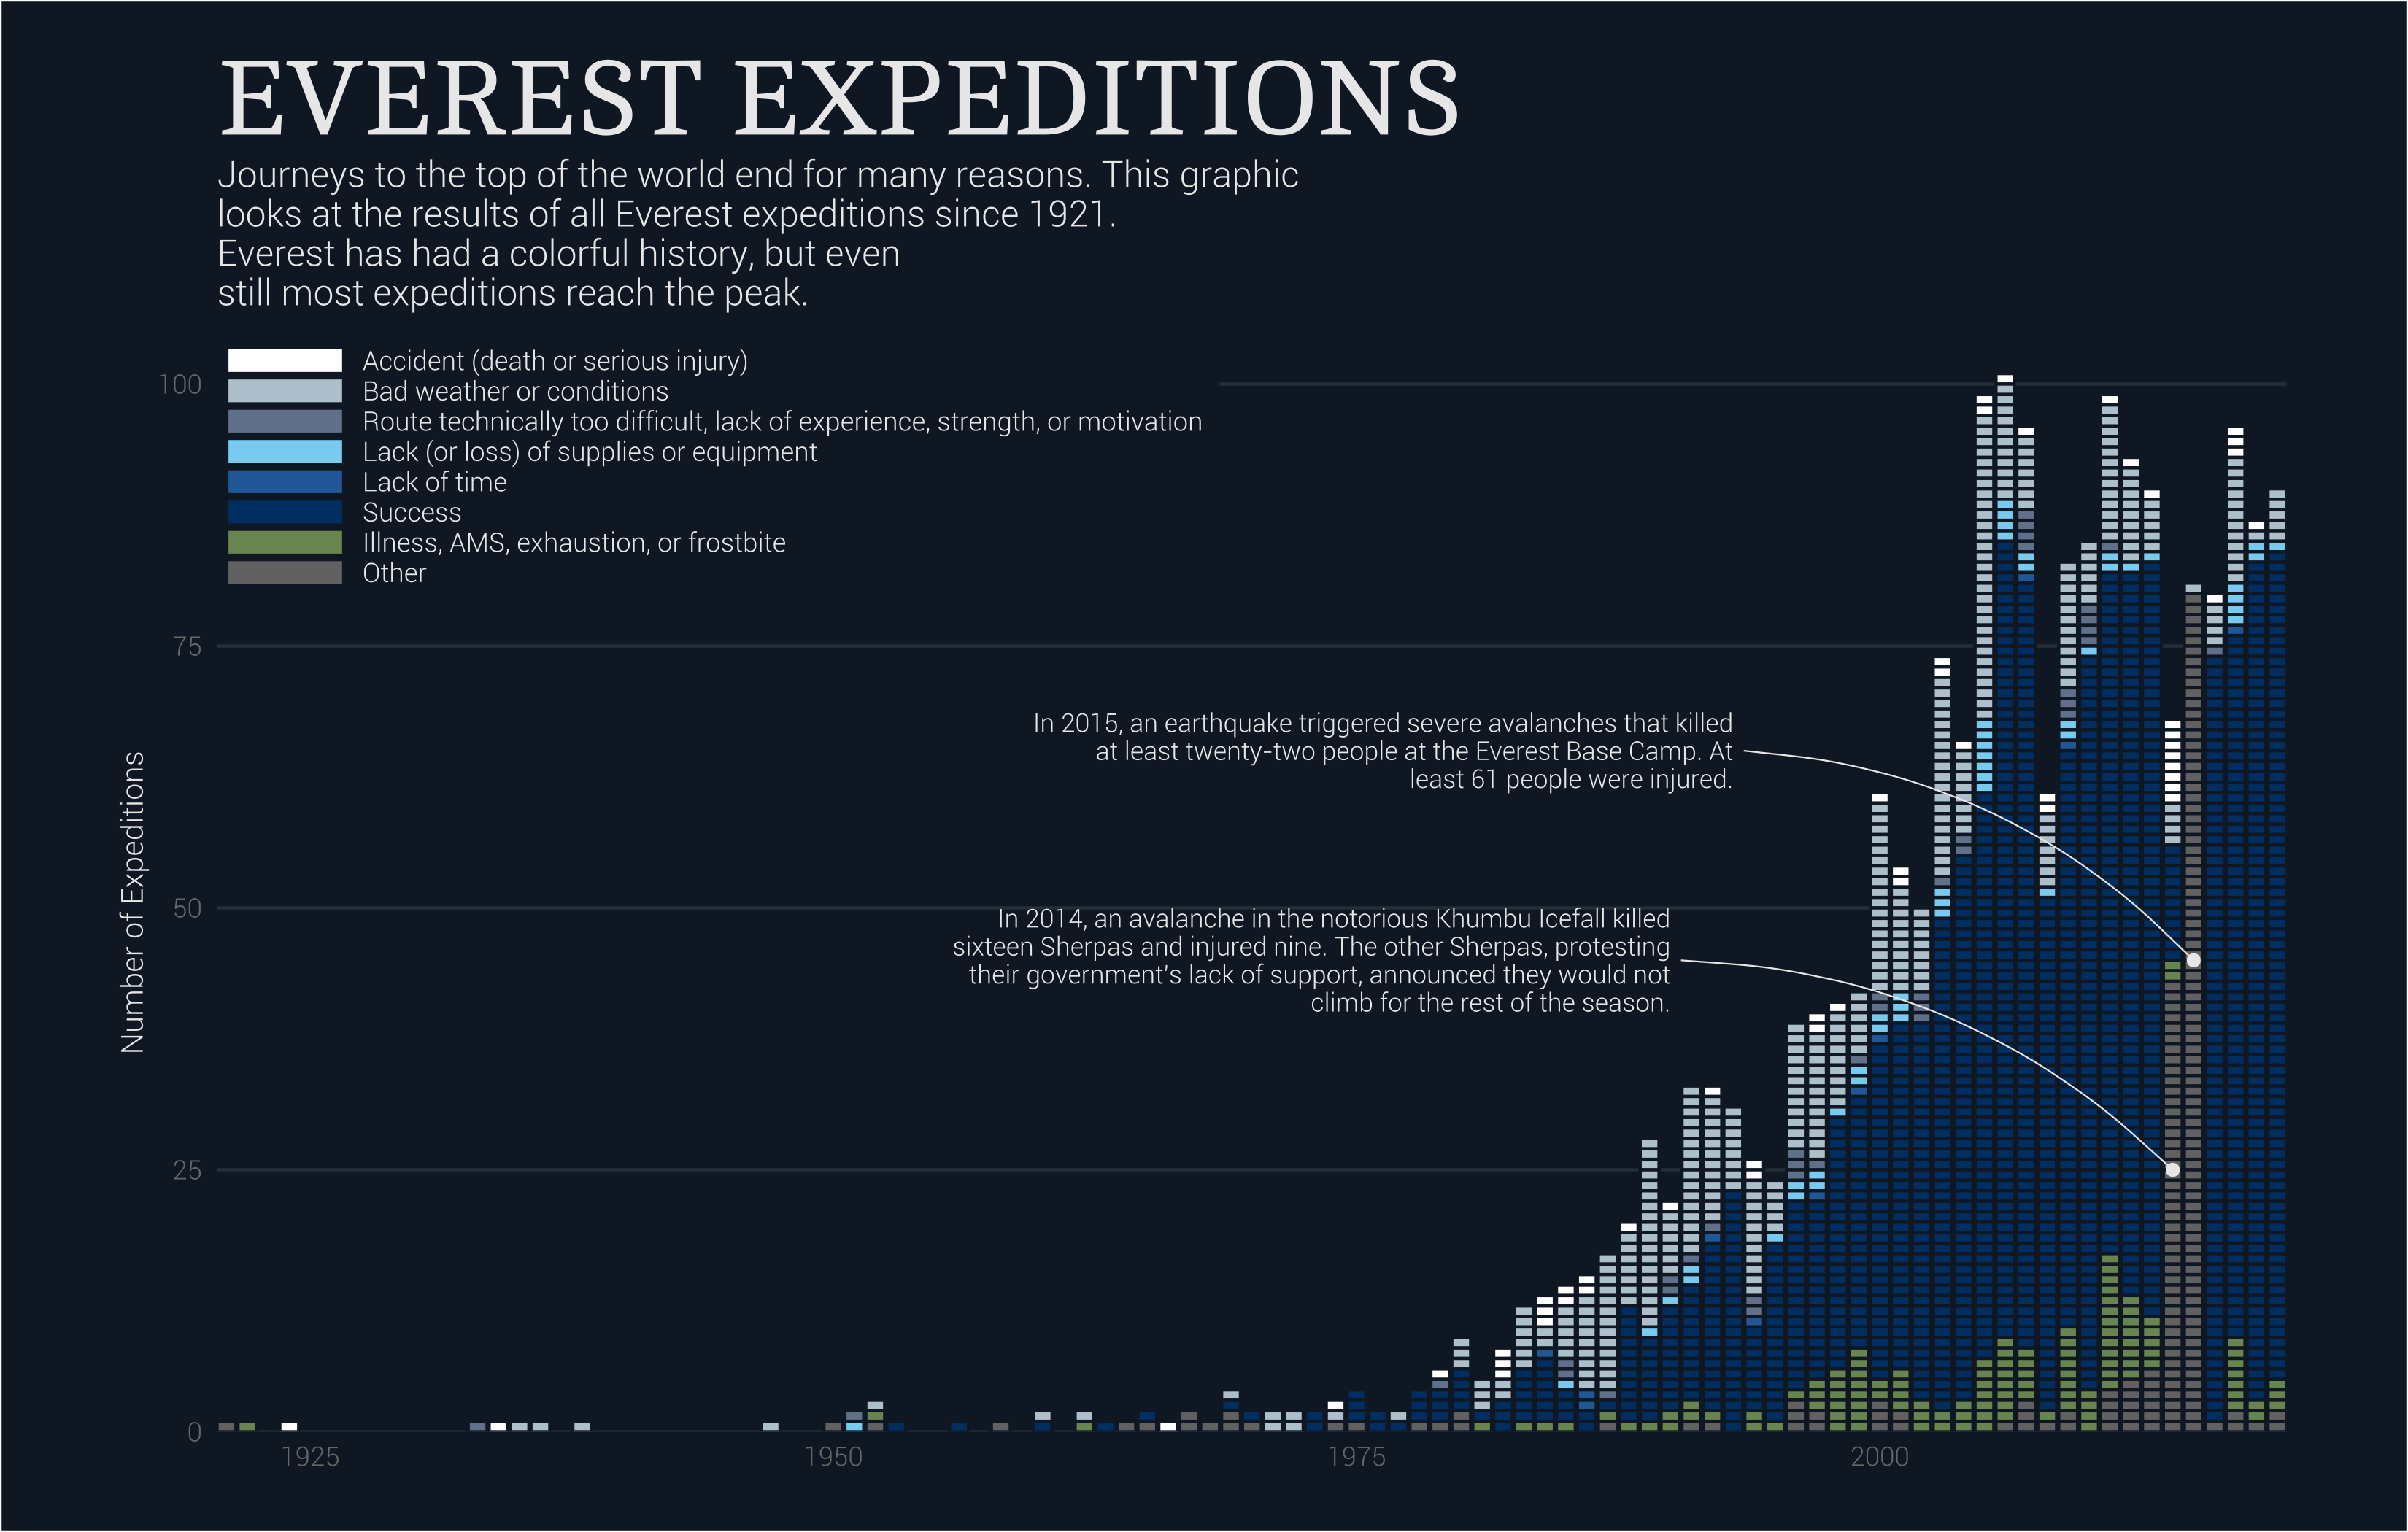 EVEREST EXPEDITIONS
Journeys to the top of the world end for many reasons. This graphic
looks at the results of all Everest expeditions since 1921.
Everest has had a colorful history, but even
still most expeditions reach the peak.
Accident (death or serious injury)
Bad weather or conditions
Route technically too difficult, lack of experience, strength, or motivation
Lack (or loss) of supplies or equipment
Lack of time
Success
Illness, AMS, exhaustion, or frostbite
Other
100
75
50
25
0
Number of Expeditions
In 2015, an earthquake triggered severe avalanches that killed
at least twenty-two people at the Everest Base Camp. At
least 61 people were injured.
In 2014, an avalanche in the notorious Khumbu Icefall killed
sixteen Sherpas and injured nine. The other Sherpas, protesting
their government's lack of support, announced they would not
climb for the rest of the season.
1925
1950
1975
2000